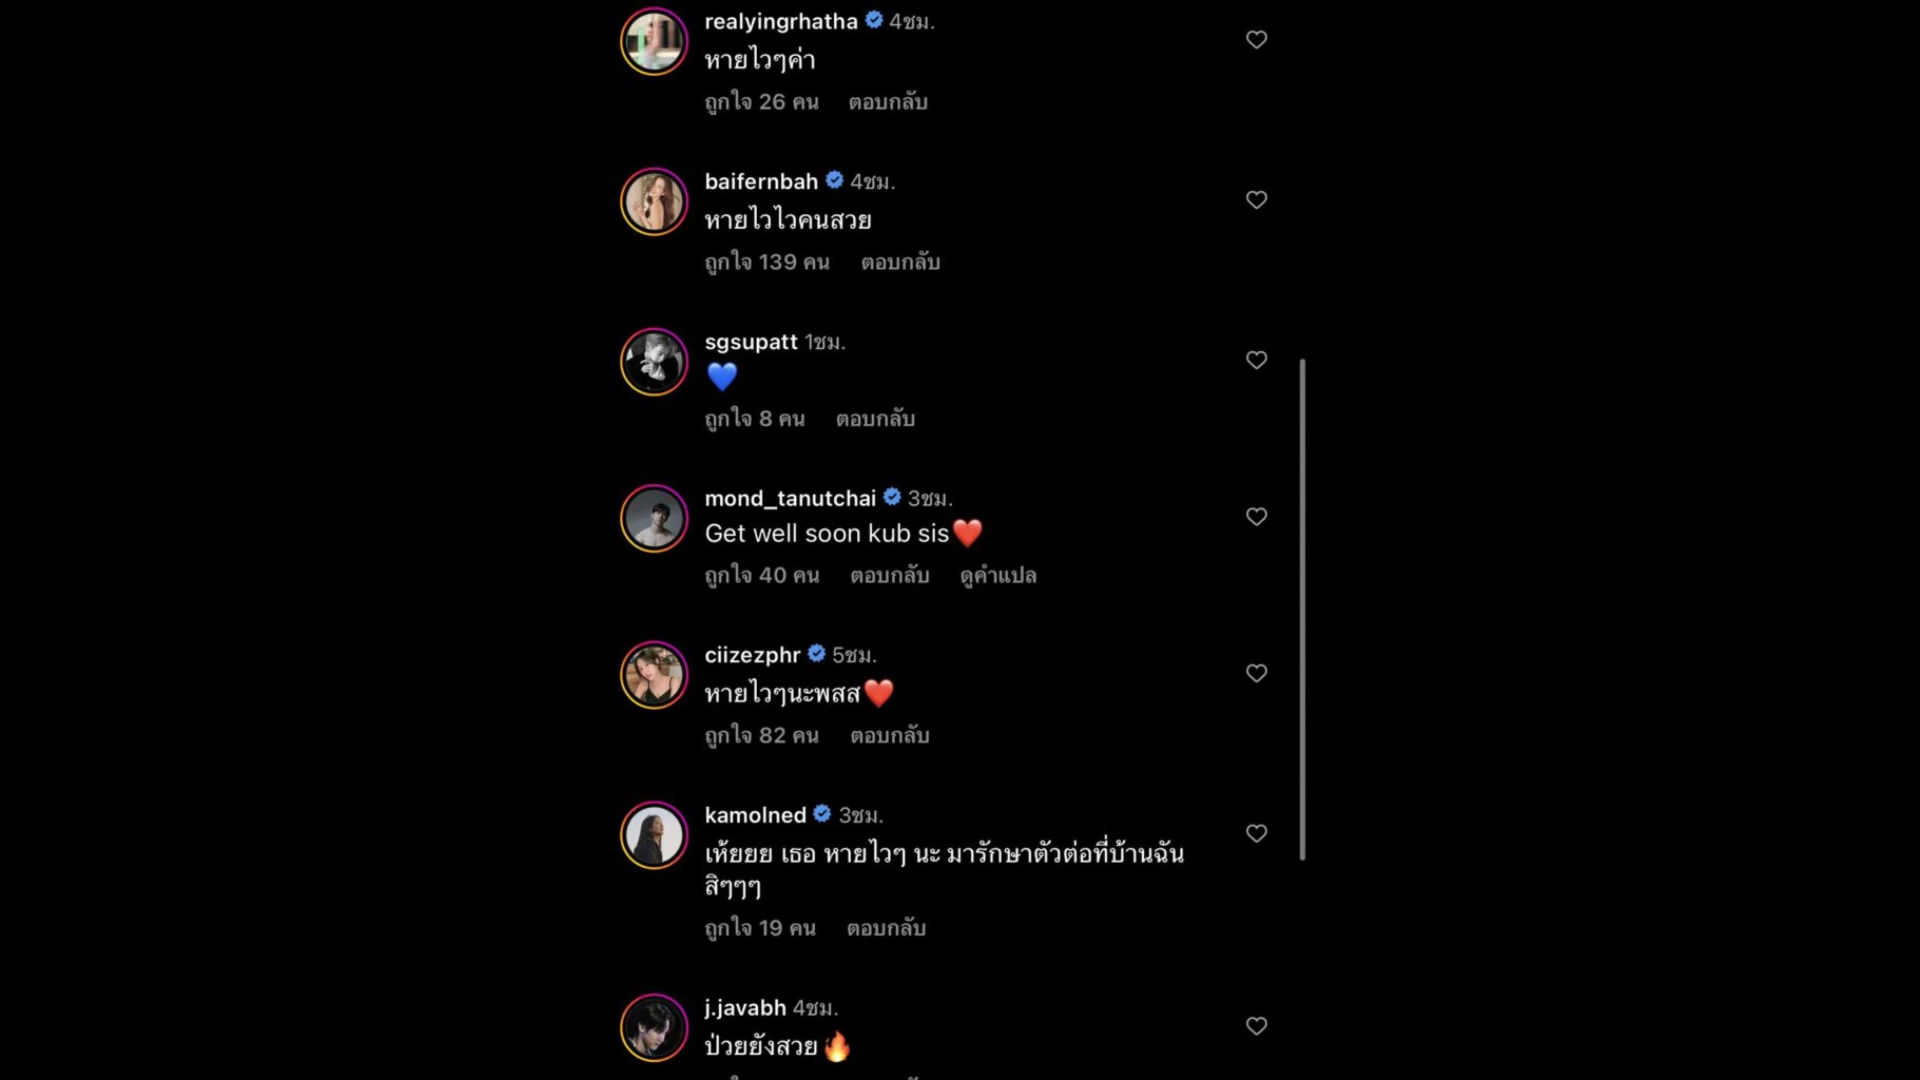 realyingrhatha 4ชม.
หายไวๆค่า
ถูกใจ 26 คน ตอบกลับ
baifernbah 4ชม.
หายไวไวคนสวย
ถูกใจ 139 คน ตอบกลับ
sgsupatt 1ชม.
💙
ถูกใจ 8 คน ตอบกลับ
mond_tanutchai 3ชม.
Get well soon kub sis❤️
ถูกใจ 40 คน ตอบกลับ ดูคำแปล
ciizezphr 5ชม.
หายไวๆนะพสส❤️
ถูกใจ 82 คน ตอบกลับ
kamolned 3ชม.
เห้ยยย เธอ หายไวๆ นะ มารักษาตัวต่อที่บ้านฉัน
สิๆๆๆ
ถูกใจ 19 คน ตอบกลับ
j.javabh 4ชม.
ป่วยยังสวย🔥